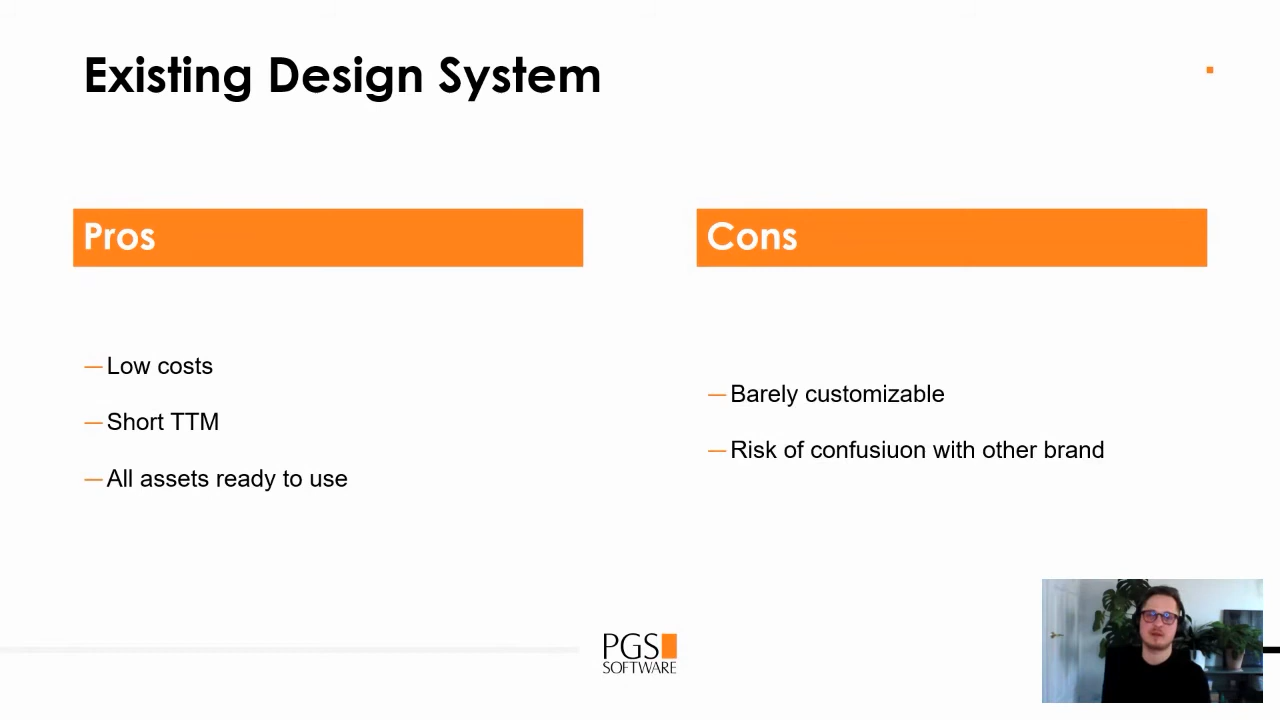 Existing Design System
Pros
Cons
— Low costs
— Short TTM
— All assets ready to use
— Barely customizable
— Risk of confusiuon with other brand
PGS
SOFTWARE